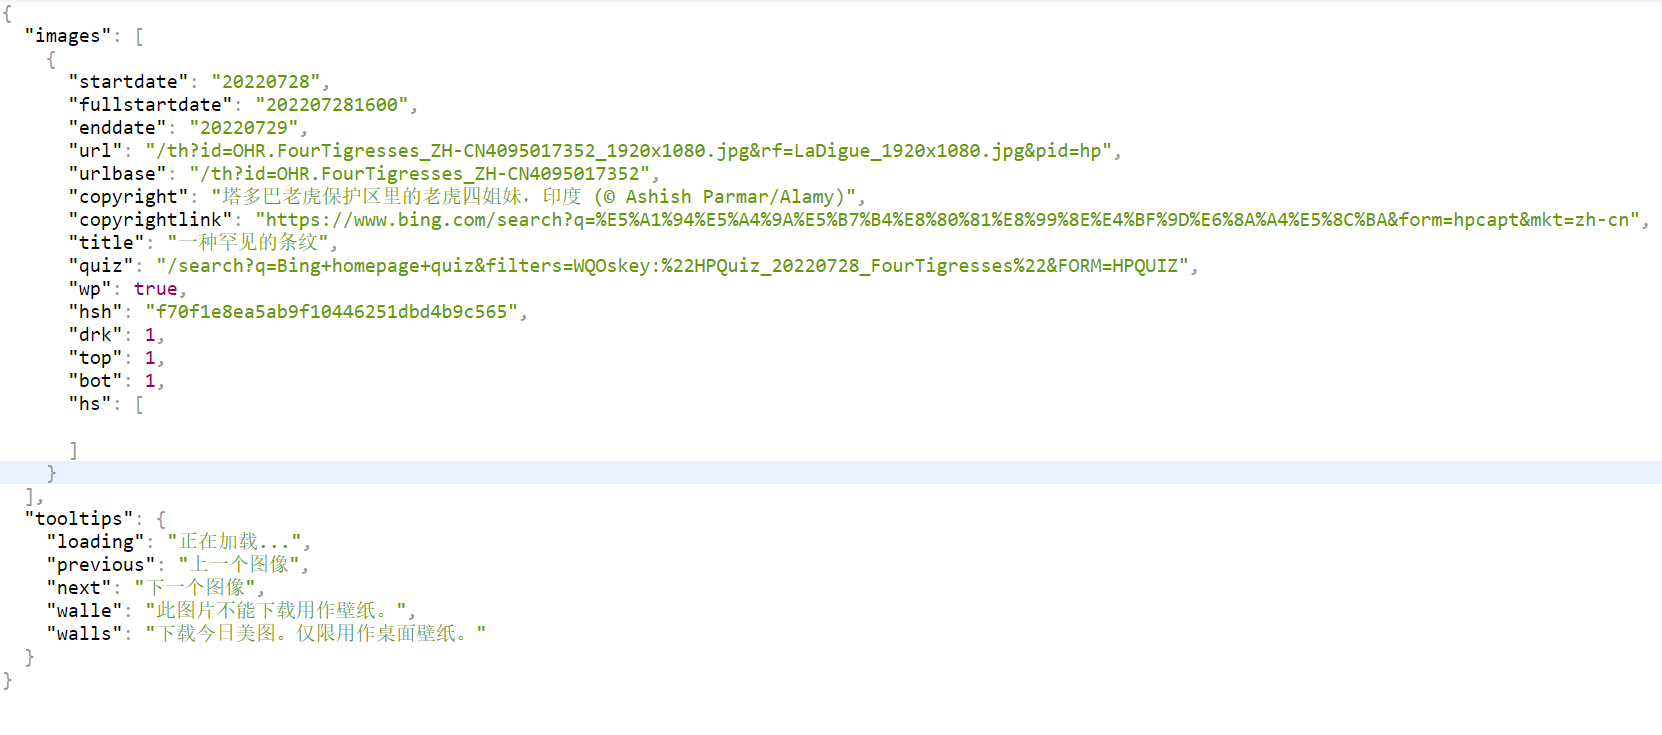 {
  "images": [
    {
      "startdate": "20220728",
      "fullstartdate": "202207281600",
      "enddate": "20220729",
      "url": "/th?id=OHR.FourTigresses_ZH-CN4095017352_1920x1080.jpg&rf=LaDigue_1920x1080.jpg&pid=hp",
      "urlbase": "/th?id=OHR.FourTigresses_ZH-CN4095017352",
      "copyright": "塔多巴老虎保护区里的老虎四姐妹，印度 (© Ashish Parmar/Alamy)",
      "copyrightlink": "https://www.bing.com/search?q=%E5%A1%94%E5%A4%9A%E5%B7%B4%E8%80%81%E8%99%8E%E4%BF%9D%E6%8A%A4%E5%8C%BA&form=hpcapt&mkt=zh-cn",
      "title": "一种罕见的条纹",
      "quiz": "/search?q=Bing+homepage+quiz&filters=WQOskey:%22HPQuiz_20220728_FourTigresses%22&FORM=HPQUIZ",
      "wp": true,
      "hsh": "f70f1e8ea5ab9f10446251dbd4b9c565",
      "drk": 1,
      "top": 1,
      "bot": 1,
      "hs": [
      ]
    }
  ],
  "tooltips": {
    "loading": "正在加载...",
    "previous": "上一个图像",
    "next": "下一个图像",
    "walle": "此图片不能下载用作壁纸。",
    "walls": "下载今日美图。仅限用作桌面壁纸。"
  }
}